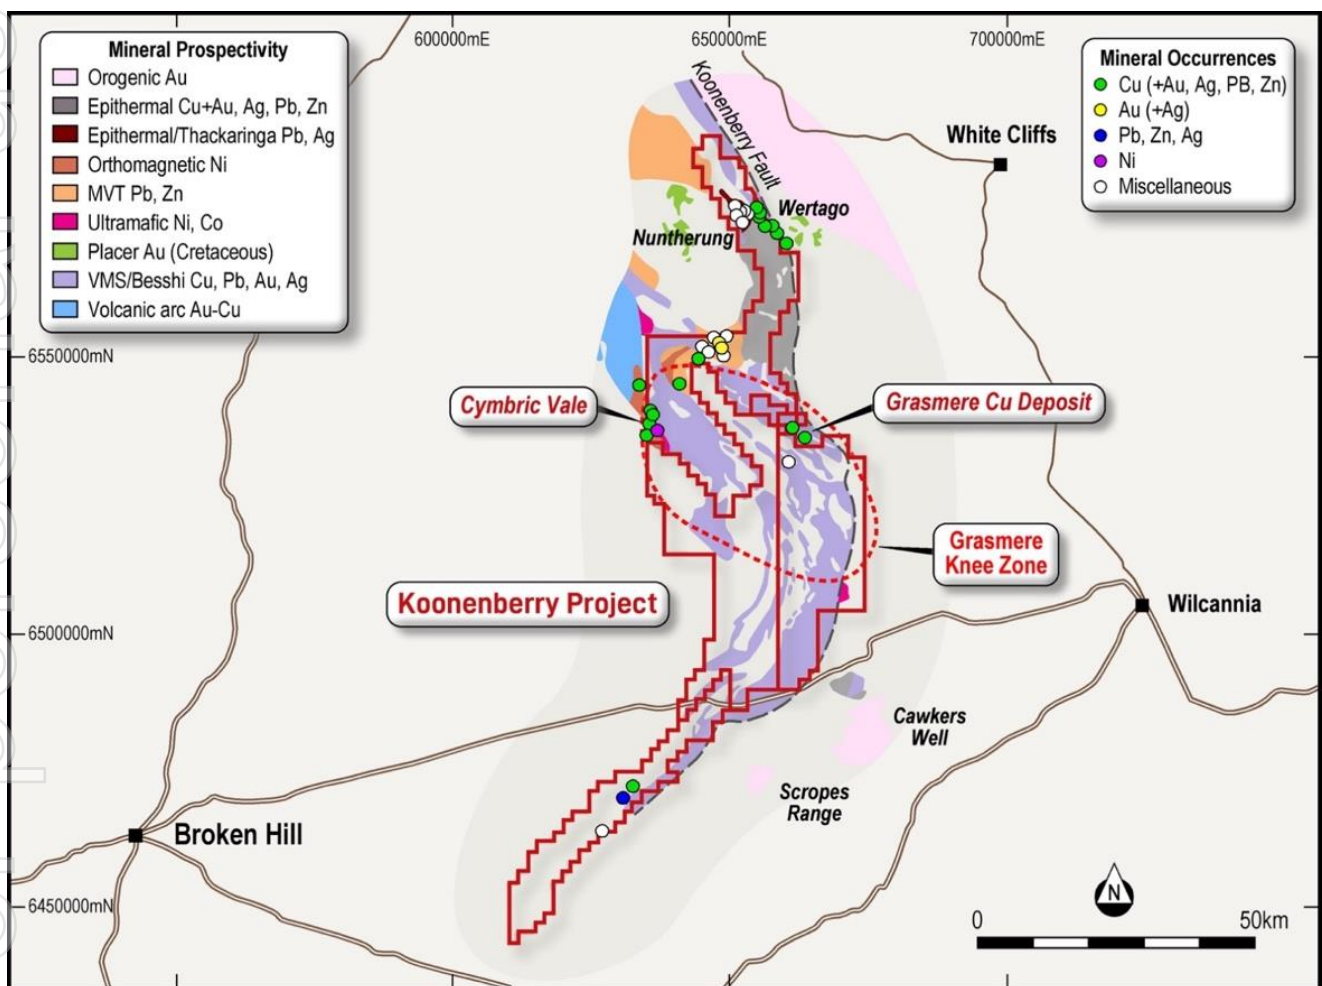 600000mE
650000mE
700000mE
Mineral Prospectivity
Orogenic Au
Epithermal Cu+Au, Ag, Pb, Zn
Epithermal/Thackaringa Pb, Ag
Orthomagnetic Ni
MVT Pb, Zn
Ultramafic Ni, Co
Placer Au (Cretaceous)
VMS/Besshi Cu, Pb, Au, Ag
Volcanic arc Au-Cu
Mineral Occurrences
Cu (+Au, Ag, PB, Zn)
Au (+Ag)
Pb, Zn, Ag
Ni
Miscellaneous
Koonenberry Fault
White Cliffs
Wertago
Nuntherung
6550000mN
Cymbric Vale
Grasmere Cu Deposit
Grasmere
Knee Zone
Koonenberry Project
Wilcannia
6500000mN
Cawkers
Well
Scropes
Range
Broken Hill
6450000mN
N
0
50km